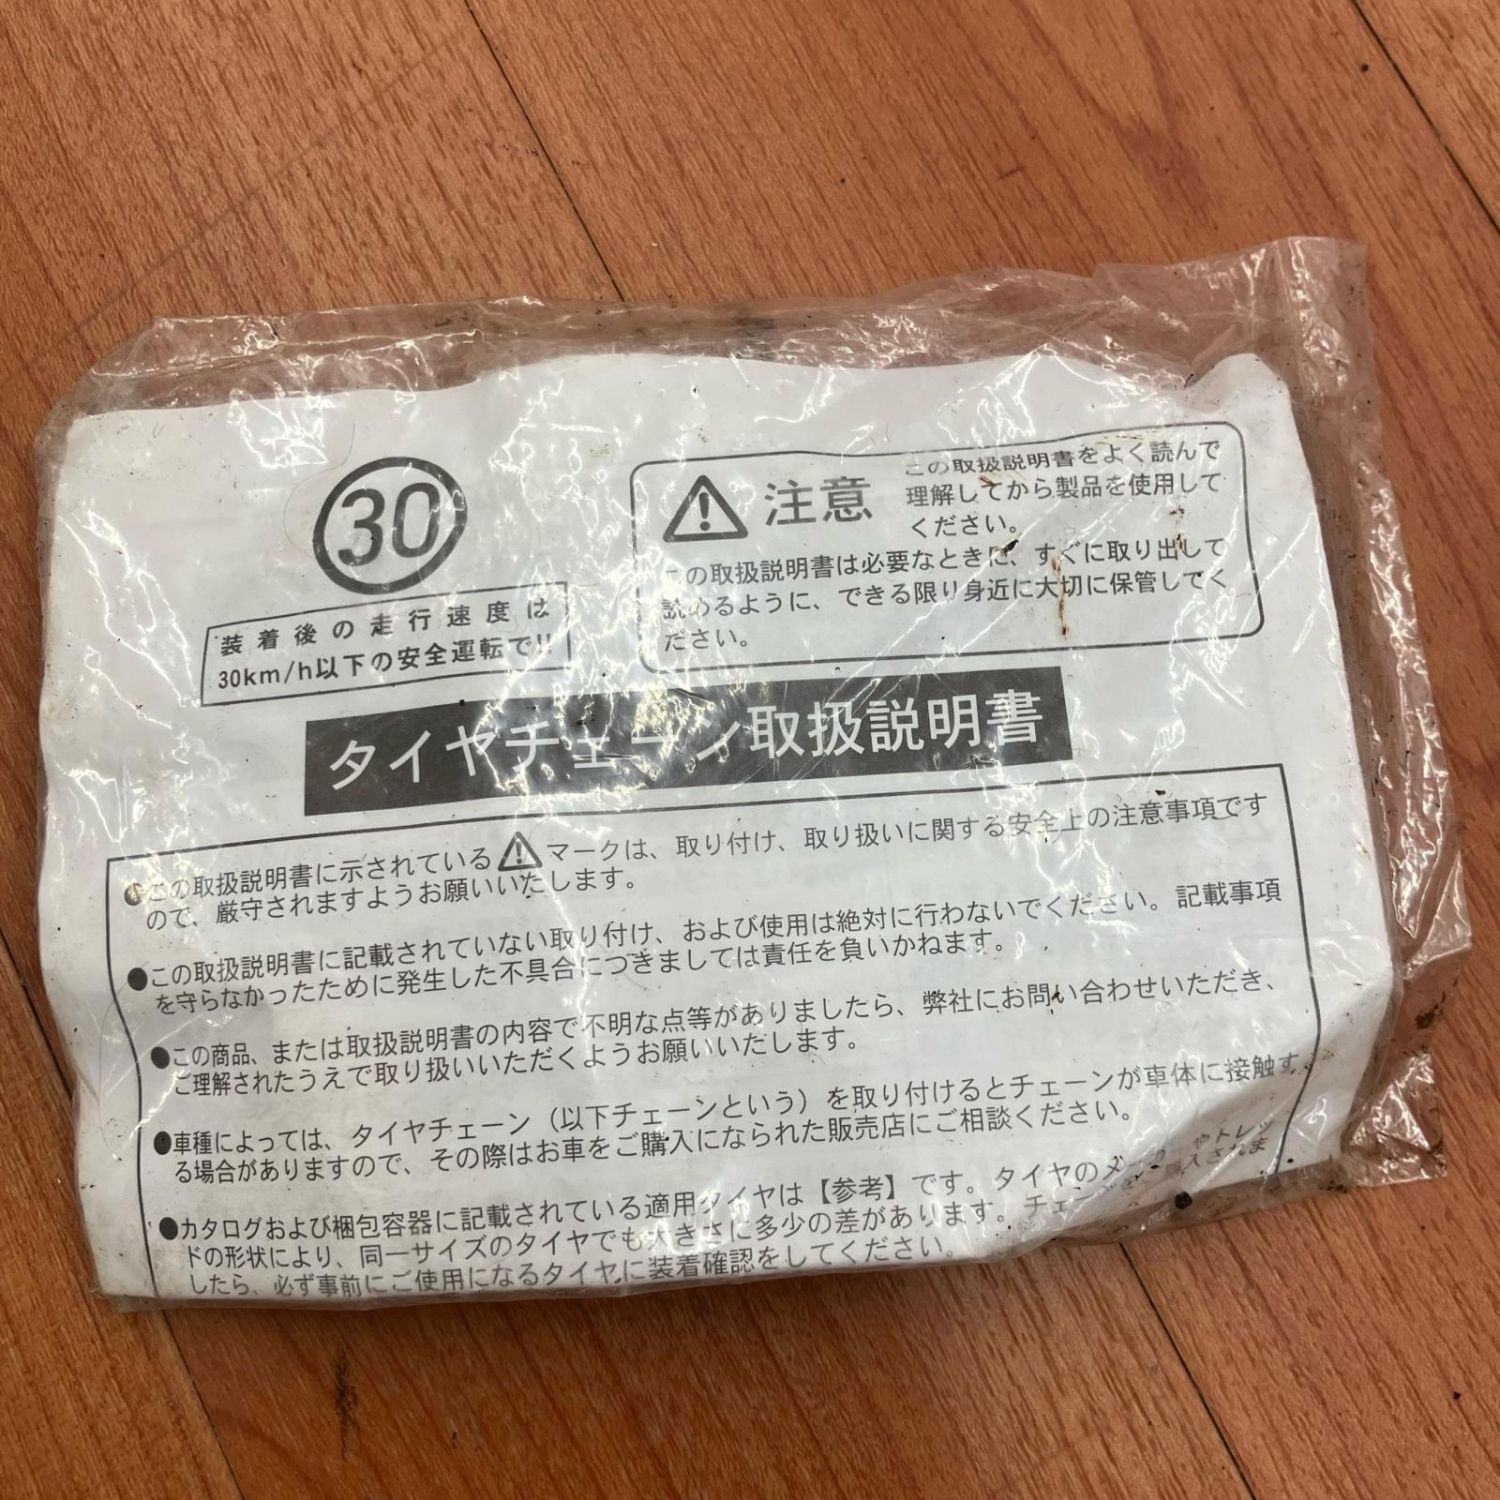 30
装着後の走行速度は
30km/h以下の安全運転で!!
注意
この取扱説明書をよく読んで
理解してから製品を使用して
ください。
この取扱説明書は必要なときに、すぐに取り出して
読めるように、できる限り身近に大切に保管してく
ださい。
タイヤチェーン取扱説明書
●この取扱説明書に示されている マークは、取り付け、取り扱いに関する安全上の注意事項です
ので、厳守されますようお願いいたします。
●この取扱説明書に記載されていない取り付け、および使用は絶対に行わないでください。記載事項
を守らなかったために発生した不具合につきましては責任を負いかねます。
●この商品、または取扱説明書の内容で不明な点等がありましたら、弊社にお問い合わせいただき、
ご理解されたうえで取り扱いいただくようお願いいたします。
●車種によっては、タイヤチェーン（以下チェーンという）を取り付けるとチェーンが車体に接触す
る場合がありますので、その際はお車をご購入になられた販売店にご相談ください。
●カタログおよび梱包容器に記載されている適用タイヤは【参考】です。タイヤのメ やトレッ
ドの形状により、同一サイズのタイヤでも大きさに多少の差があります。チェー 購入されま
したら、必ず事前にご使用になるタイヤに装着確認をしてください。